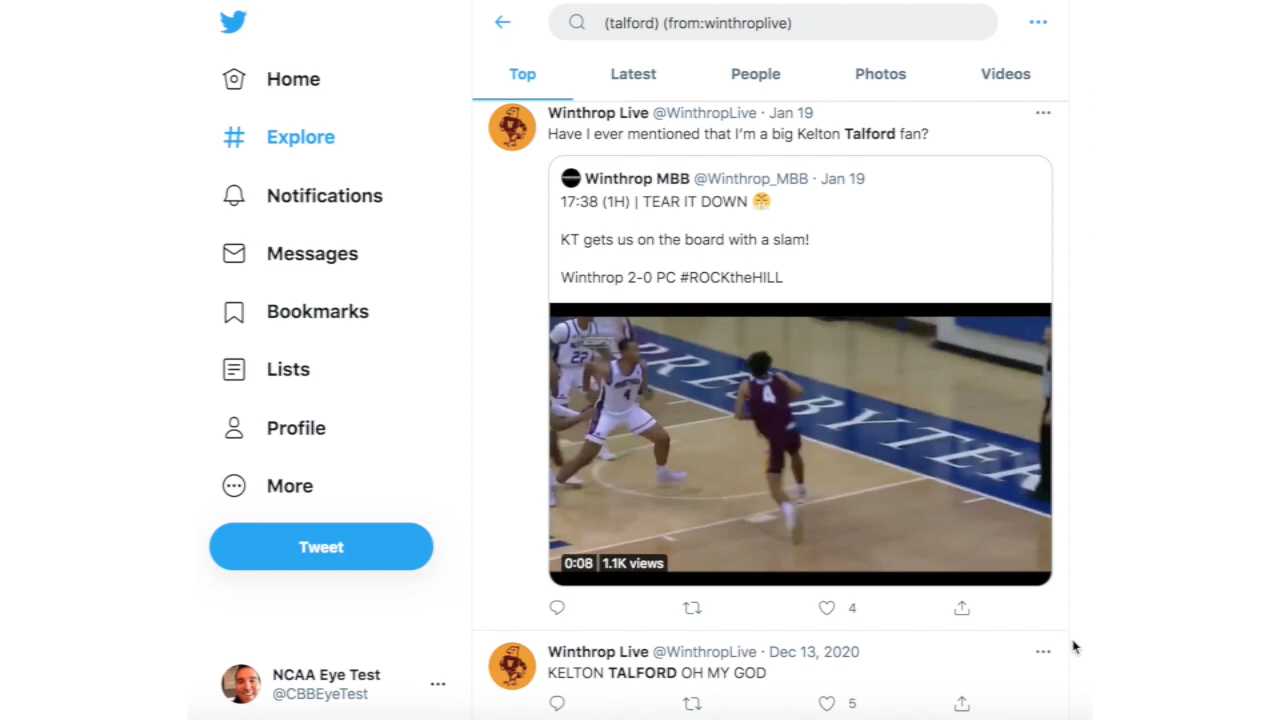 (talford) (from:winthroplive)
Home
Explore
Notifications
Messages
Bookmarks
Lists
Profile
More
Tweet
NCAA Eye Test
@CBBEyeTest
Top Latest People Photos Videos
Winthrop Live @WinthropLive · Jan 19
Have I ever mentioned that I'm a big Kelton Talford fan?
Winthrop MBB @Winthrop_MBB · Jan 19
17:38 (1H) | TEAR IT DOWN 😤
KT gets us on the board with a slam!
Winthrop 2-0 PC #ROCKtheHILL
22
4
4
PRESBYTER
0:08 1.1K views
4
Winthrop Live @WinthropLive · Dec 13, 2020
KELTON TALFORD OH MY GOD
5